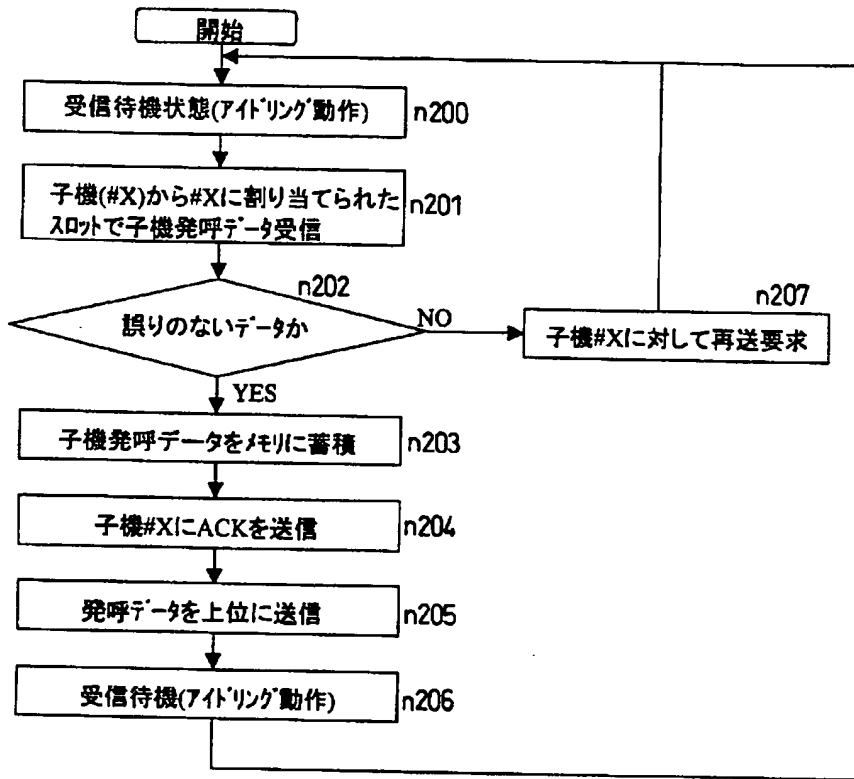 開始
受信待機状態(アイドリング動作) n200
子機(#X)から#Xに割り当てられた n201
スロットで子機発呼データ受信
n202
誤りのないデータか
NO
n207
子機#Xに対して再送要求
YES
子機発呼データをメモリに蓄積 n203
子機#XにACKを送信 n204
発呼データを上位に送信 n205
受信待機(アイドリング動作) n206